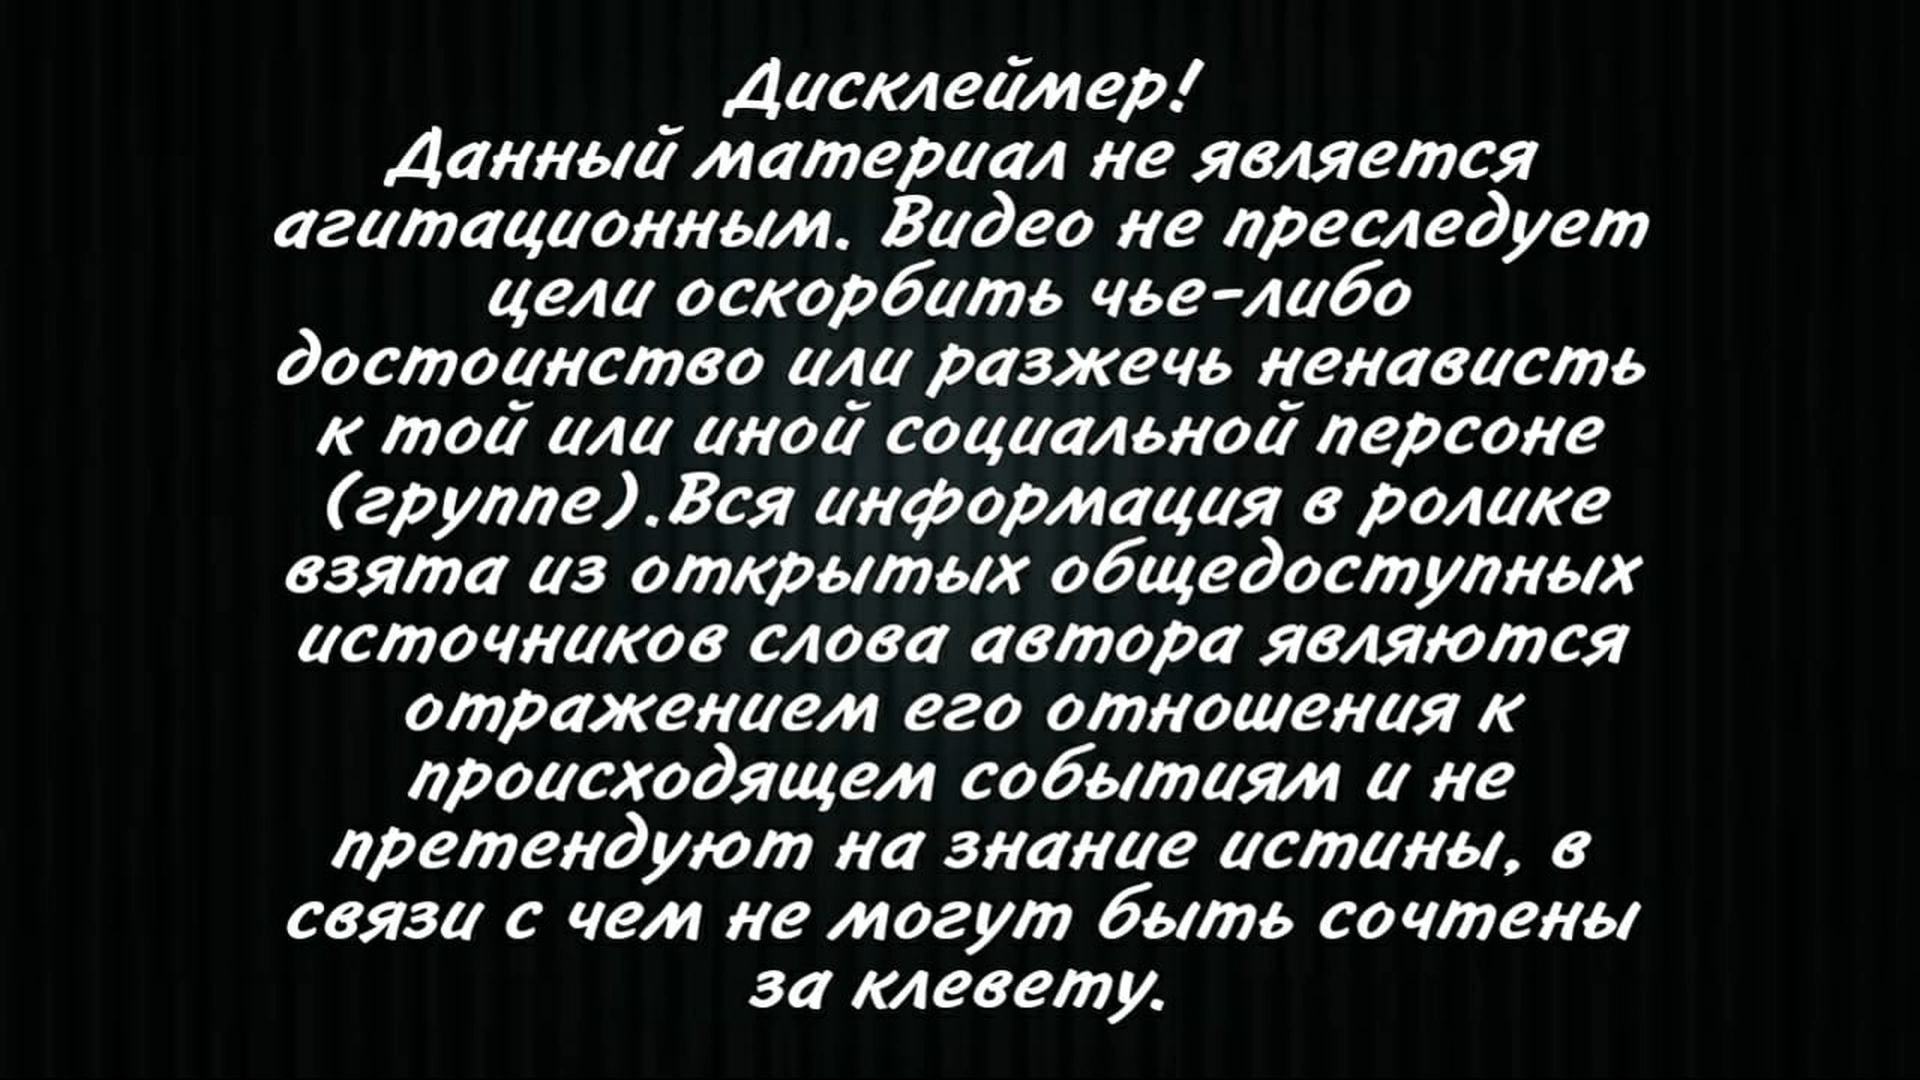 Дисклеймер!
Данный материал не является
агитационным. Видео не преследует
цели оскорбить чье-либо
достоинство или разжечь ненависть
к той или иной социальной персоне
(группе).Вся информация в ролике
взята из открытых общедоступных
источников слова автора являются
отражением его отношения к
происходящем событиям и не
претендуют на знание истины, в
связи с чем не могут быть сочтены
за клевету.